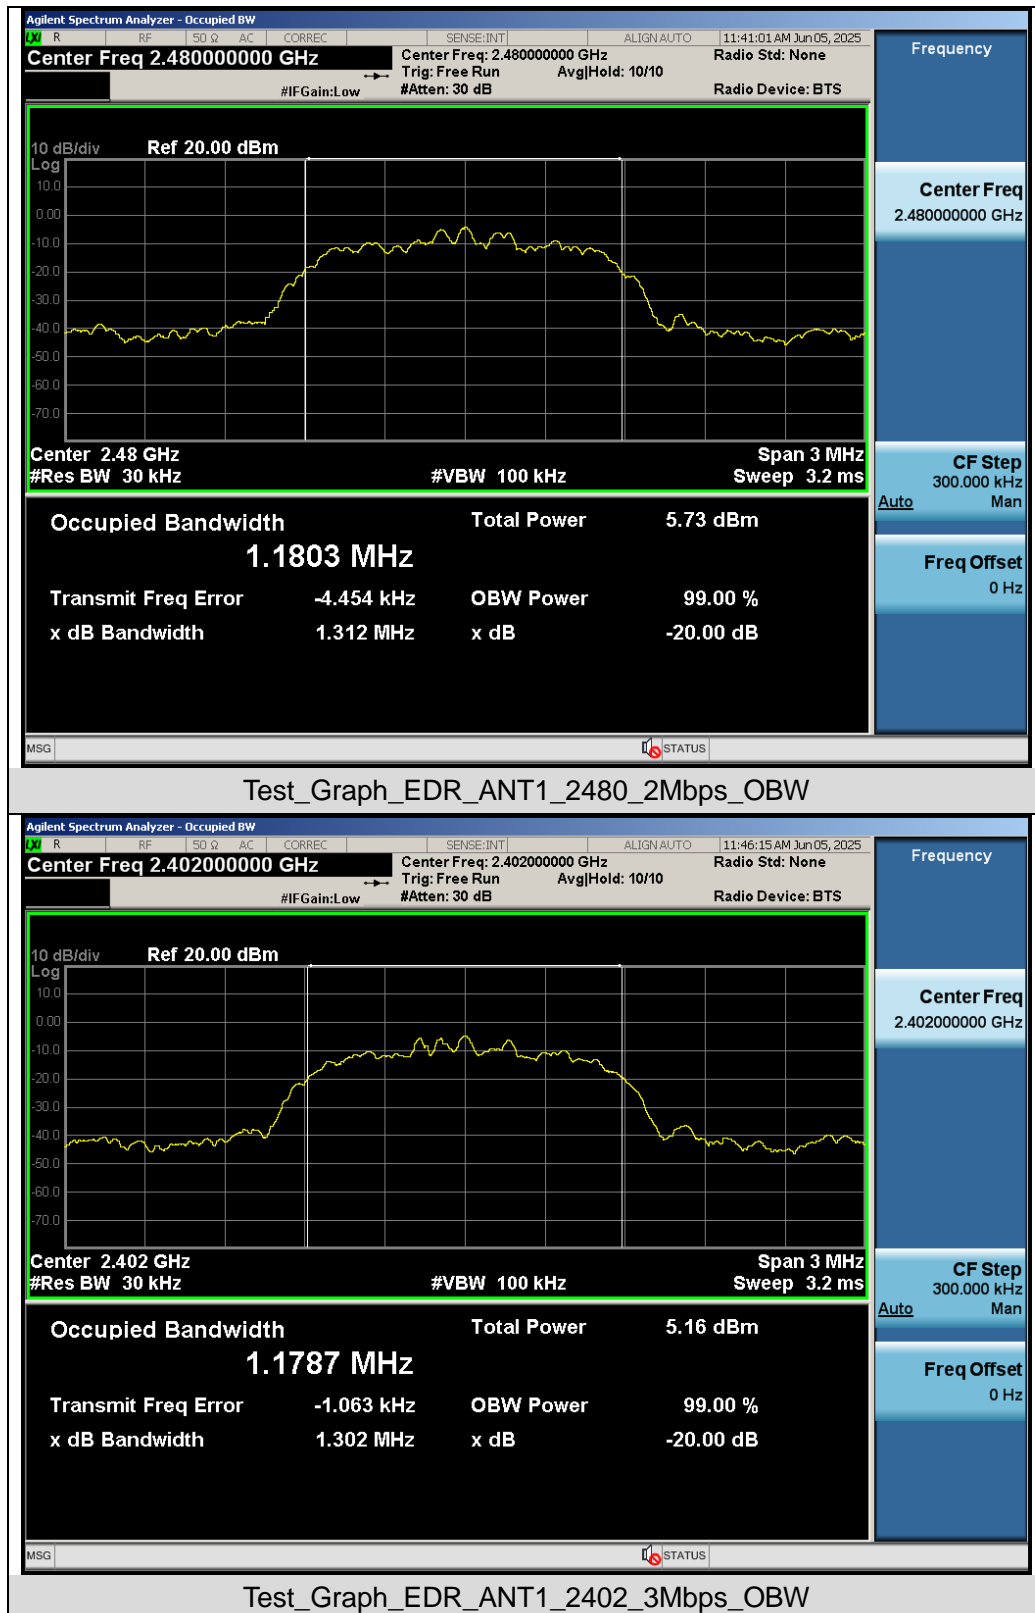 Agilent Spectrum Analyzer - Occupied BW
LXI R RF 50 Ω AC CORREC SENSE:INT ALIGN AUTO 11:41:01 AM Jun 05, 2025
Center Freq 2.480000000 GHz
Center Freq: 2.480000000 GHz Radio Std: None
Trig: Free Run Avg|Hold: 10/10
#IFGain:Low #Atten: 30 dB Radio Device: BTS
Frequency
10 dB/div Ref 20.00 dBm
Log
10.0
0.00
-10.0
-20.0
-30.0
-40.0
-50.0
-60.0
-70.0
Center Freq
2.480000000 GHz
Center 2.48 GHz Span 3 MHz
#Res BW 30 kHz #VBW 100 kHz Sweep 3.2 ms
CF Step
300.000 kHz
Auto Man
Occupied Bandwidth Total Power 5.73 dBm
1.1803 MHz
Transmit Freq Error -4.454 kHz OBW Power 99.00 %
x dB Bandwidth 1.312 MHz x dB -20.00 dB
Freq Offset
0 Hz
MSG STATUS
Test_Graph_EDR_ANT1_2480_2Mbps_OBW
Agilent Spectrum Analyzer - Occupied BW
LXI R RF 50 Ω AC CORREC SENSE:INT ALIGN AUTO 11:46:15 AM Jun 05, 2025
Center Freq 2.402000000 GHz
Center Freq: 2.402000000 GHz Radio Std: None
Trig: Free Run Avg|Hold: 10/10
#IFGain:Low #Atten: 30 dB Radio Device: BTS
Frequency
10 dB/div Ref 20.00 dBm
Log
10.0
0.00
-10.0
-20.0
-30.0
-40.0
-50.0
-60.0
-70.0
Center Freq
2.402000000 GHz
Center 2.402 GHz Span 3 MHz
#Res BW 30 kHz #VBW 100 kHz Sweep 3.2 ms
CF Step
300.000 kHz
Auto Man
Occupied Bandwidth Total Power 5.16 dBm
1.1787 MHz
Transmit Freq Error -1.063 kHz OBW Power 99.00 %
x dB Bandwidth 1.302 MHz x dB -20.00 dB
Freq Offset
0 Hz
MSG STATUS
Test_Graph_EDR_ANT1_2402_3Mbps_OBW